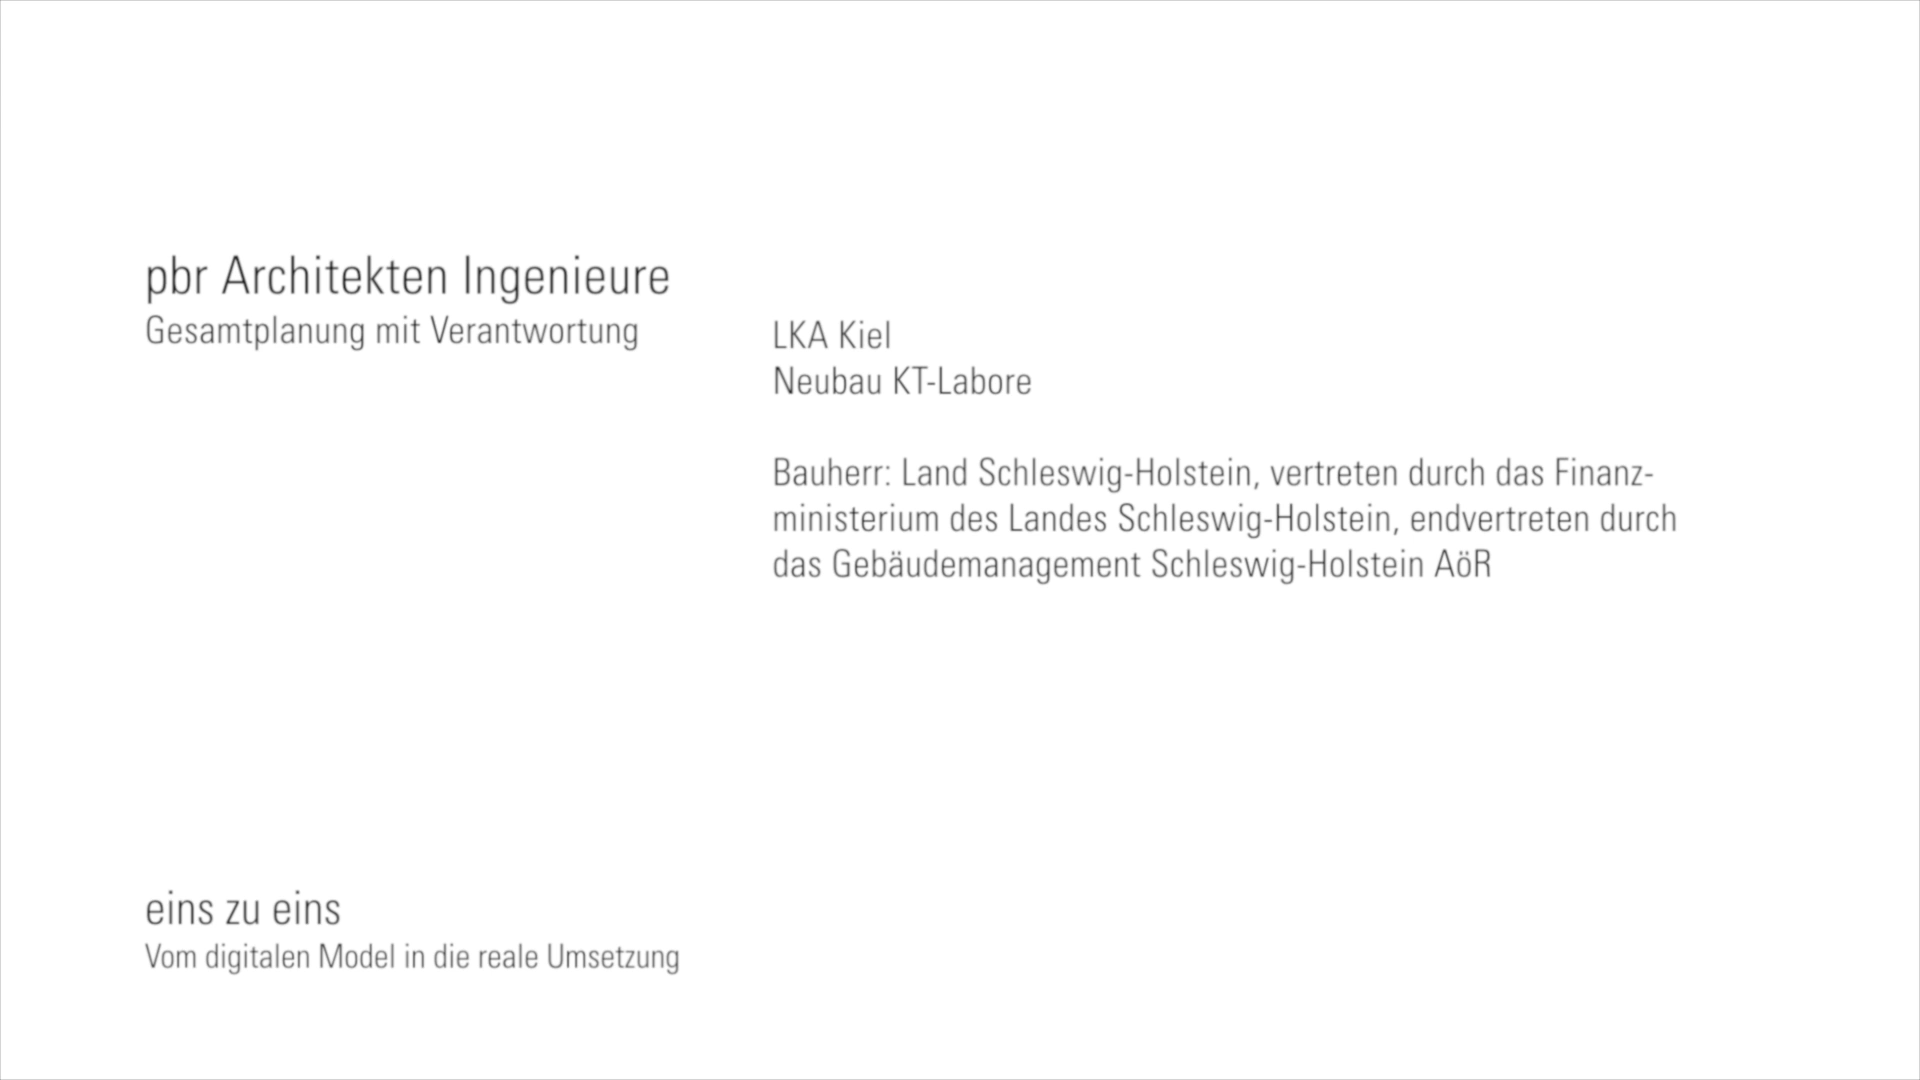 pbr Architekten Ingenieure
Gesamtplanung mit Verantwortung
LKA Kiel
Neubau KT-Labore
Bauherr: Land Schleswig-Holstein, vertreten durch das Finanz-
ministerium des Landes Schleswig-Holstein, endvertreten durch
das Gebäudemanagement Schleswig-Holstein AöR
eins zu eins
Vom digitalen Model in die reale Umsetzung